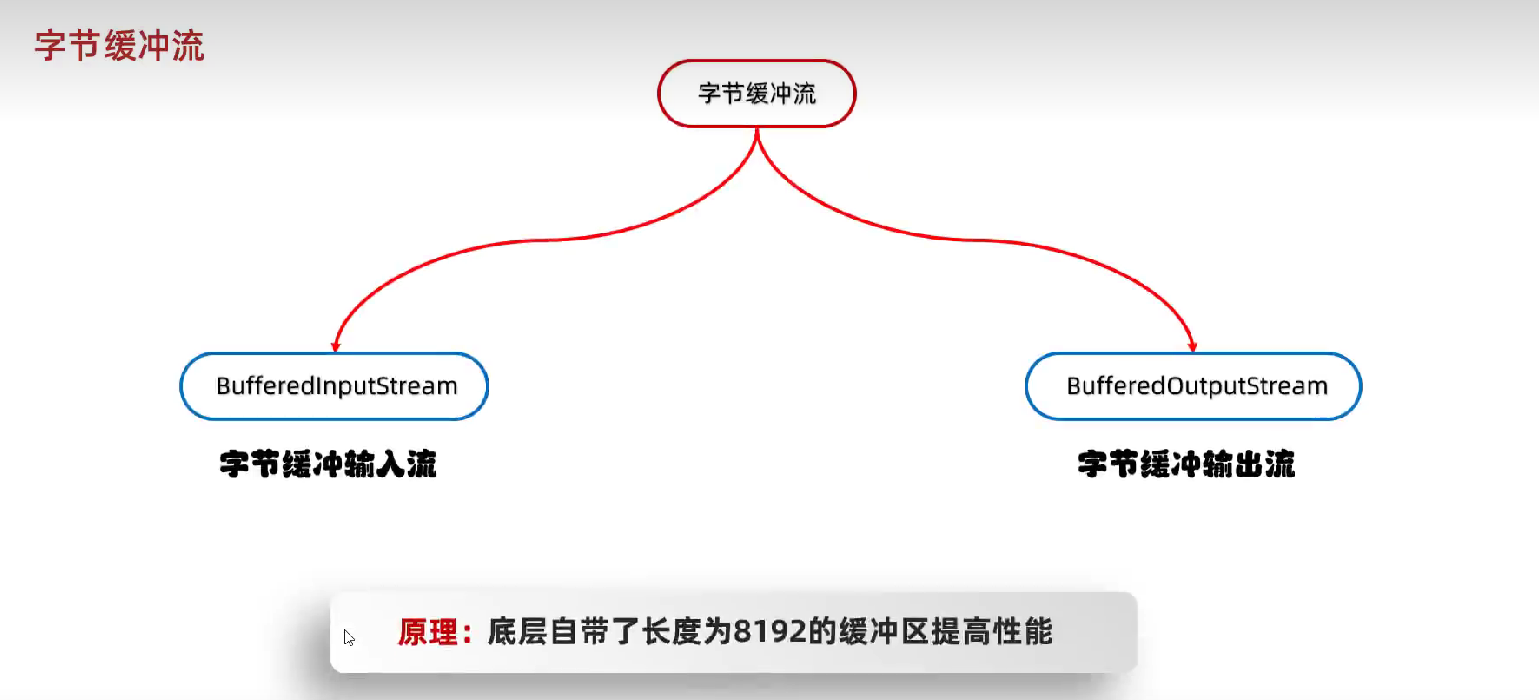 字节缓冲流
字节缓冲流
BufferedInputStream
BufferedOutputStream
字节缓冲输入流
字节缓冲输出流
原理：底层自带了长度为8192的缓冲区提高性能